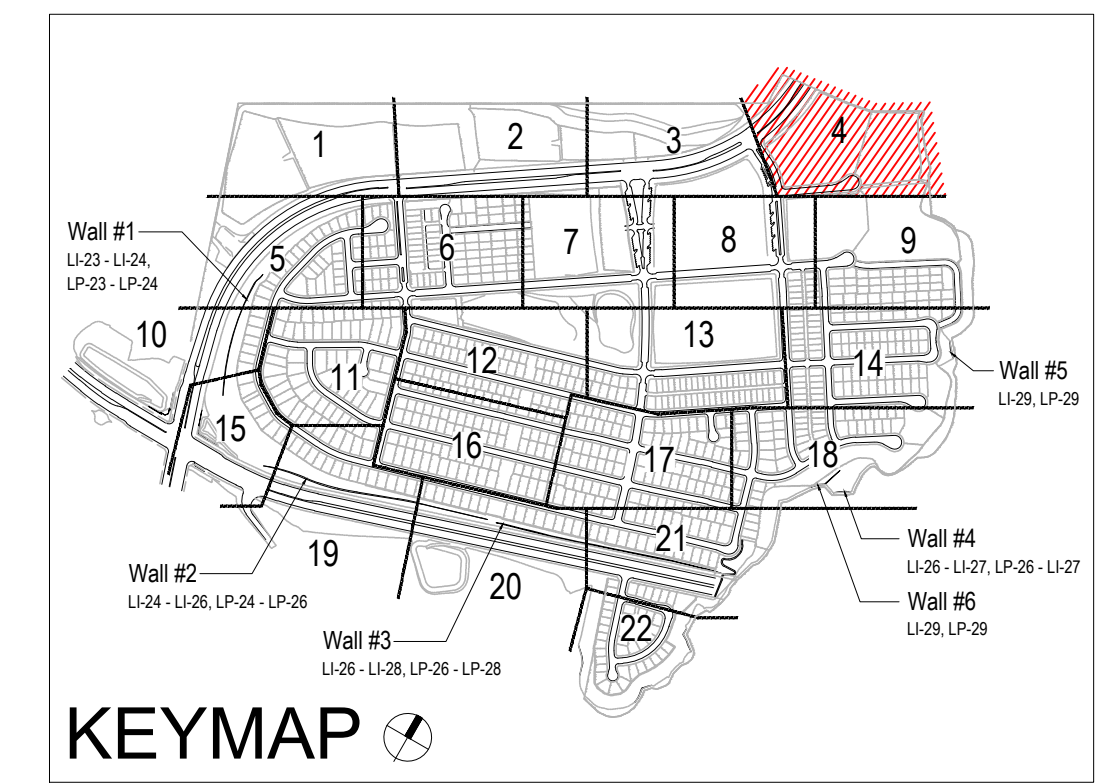 1
2
3
4
Wall #1
LI-23 - LI-24,
LP-23 - LP-24
5
6
7
8
9
10
11
12
13
14
Wall #5
LI-29, LP-29
15
16
17
18
19
20
21
22
Wall #4
LI-26 - LI-27, LP-26 - LI-27
Wall #6
LI-29, LP-29
Wall #2
LI-24 - LI-26, LP-24 - LP-26
Wall #3
LI-26 - LI-28, LP-26 - LP-28
KEYMAP